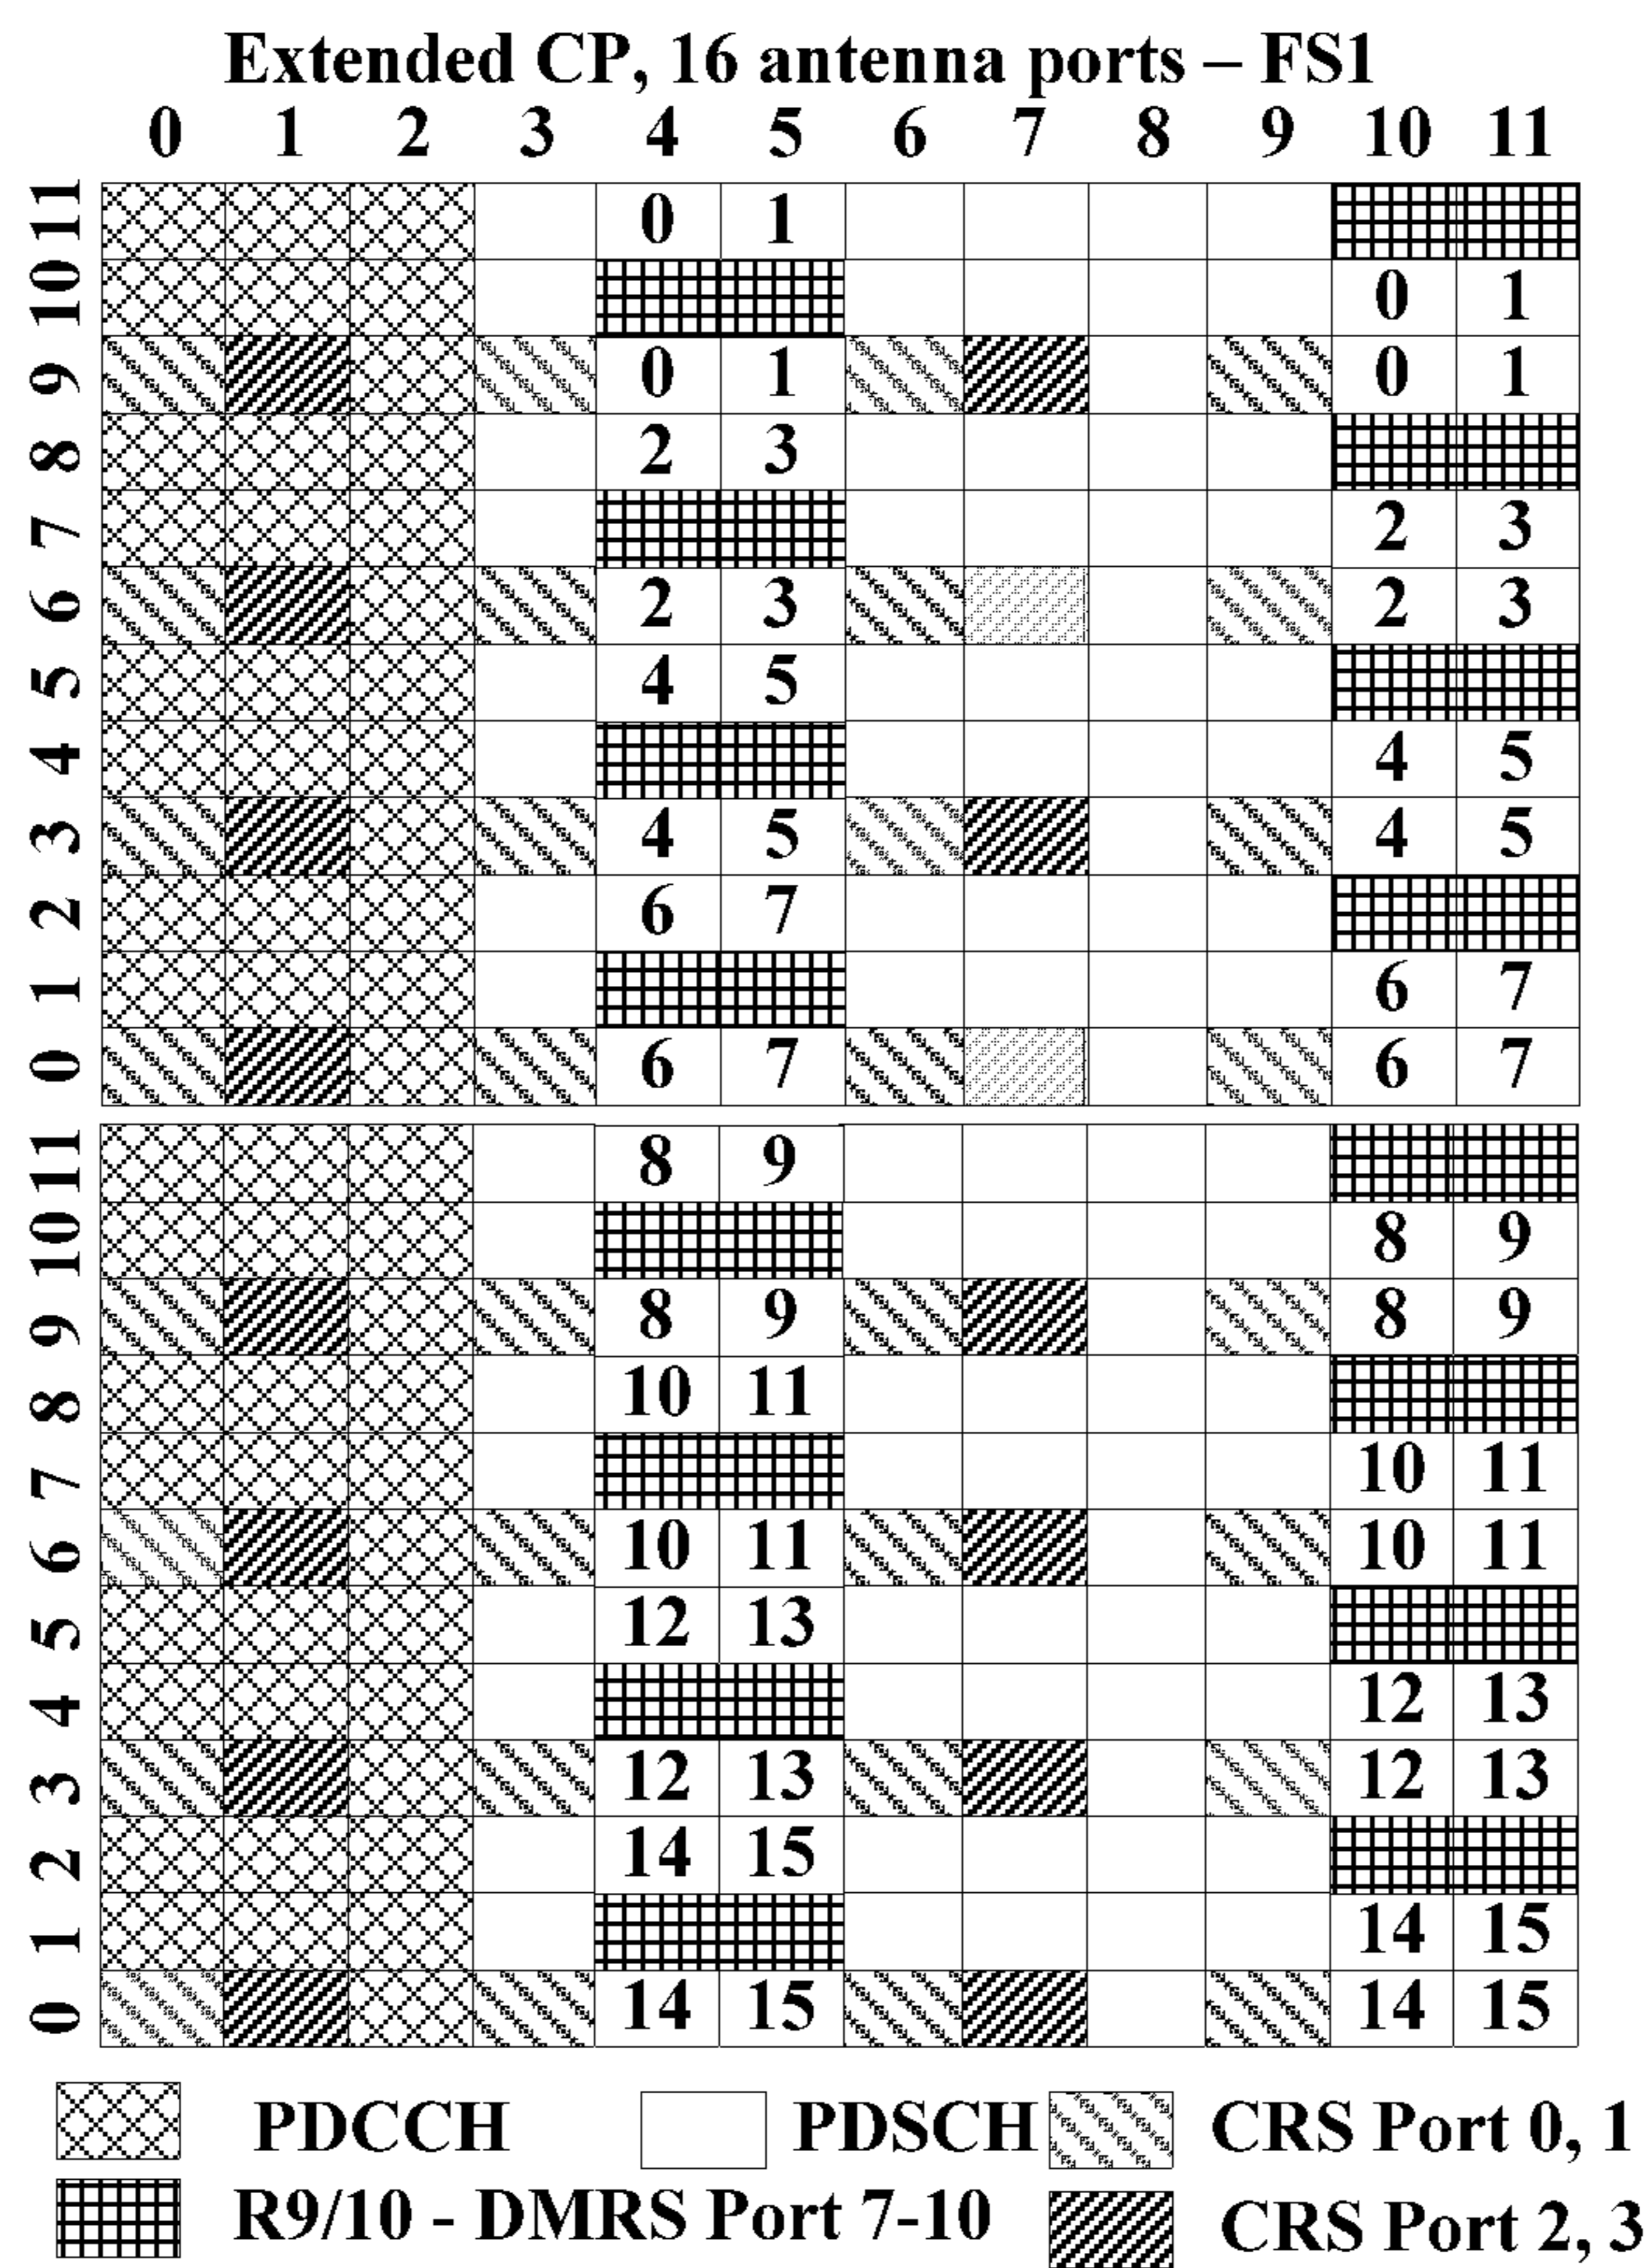 Extended CP, 16 antenna ports – FS1
0 1 2 3 4 5 6 7 8 9 10 11
11 0 1
10 0 1
9 0 1 0 1
8 2 3
7 2 3
6 2 3 2 3
5 4 5
4 4 5
3 4 5 4 5
2 6 7
1 6 7
0 6 7 6 7
11 8 9
10 8 9
9 8 9 8 9
8 10 11
7 10 11
6 10 11 10 11
5 12 13
4 12 13
3 12 13 12 13
2 14 15
1 14 15
0 14 15 14 15
PDCCH PDSCH CRS Port 0, 1
R9/10 - DMRS Port 7-10 CRS Port 2, 3